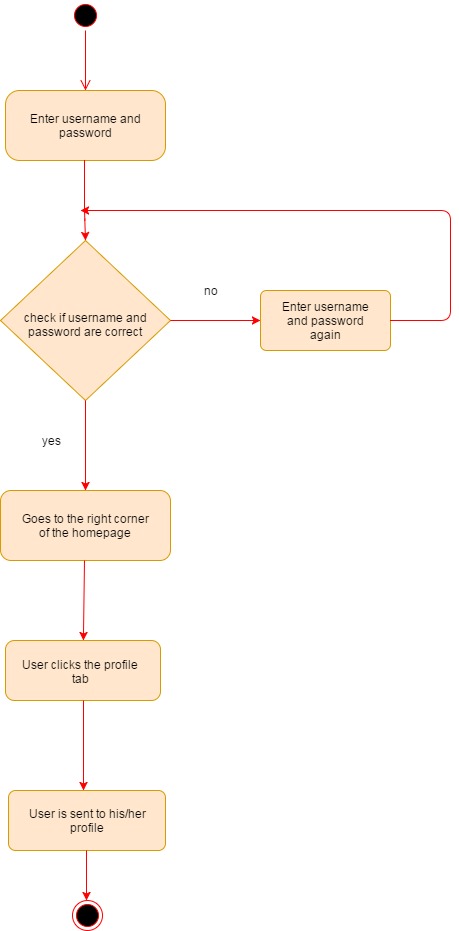 Enter username and
password
no
Enter username
and password
again
check if username and
password are correct
yes
Goes to the right corner
of the homepage
User clicks the profile
tab
User is sent to his/her
profile